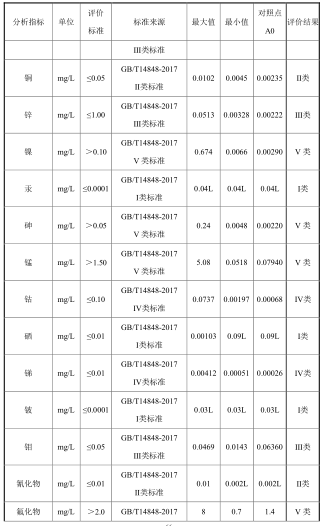 分析指标 单位 评价标准 标准来源 最大值 最小值 对照点A0 评价结果
III类标准
铜 mg/L ≤0.05 GB/T14848-2017 II类标准 0.0102 0.0045 0.00235 II类
锌 mg/L ≤1.00 GB/T14848-2017 III类标准 0.0513 0.00328 0.00222 III类
镍 mg/L ＞0.10 GB/T14848-2017 V 类标准 0.674 0.0066 0.00290 V 类
汞 mg/L ≤0.0001 GB/T14848-2017 I类标准 0.04L 0.04L 0.04L I类
砷 mg/L ＞0.05 GB/T14848-2017 V 类标准 0.24 0.0048 0.00220 V 类
锰 mg/L ＞1.50 GB/T14848-2017 V 类标准 5.08 0.0518 0.07940 V 类
钴 mg/L ≤0.10 GB/T14848-2017 IV类标准 0.0737 0.00197 0.00068 IV类
硒 mg/L ≤0.01 GB/T14848-2017 I类标准 0.00103 0.09L 0.09L I类
锑 mg/L ≤0.01 GB/T14848-2017 IV类标准 0.00412 0.00051 0.00026 IV类
铍 mg/L ≤0.0001 GB/T14848-2017 I类标准 0.03L 0.03L 0.03L I类
钼 mg/L ≤0.05 GB/T14848-2017 III类标准 0.0469 0.0143 0.06360 III类
氰化物 mg/L ≤0.01 GB/T14848-2017 II类标准 0.01 0.002L 0.002L II类
氟化物 mg/L ＞2.0 GB/T14848-2017 8 0.7 1.4 V 类